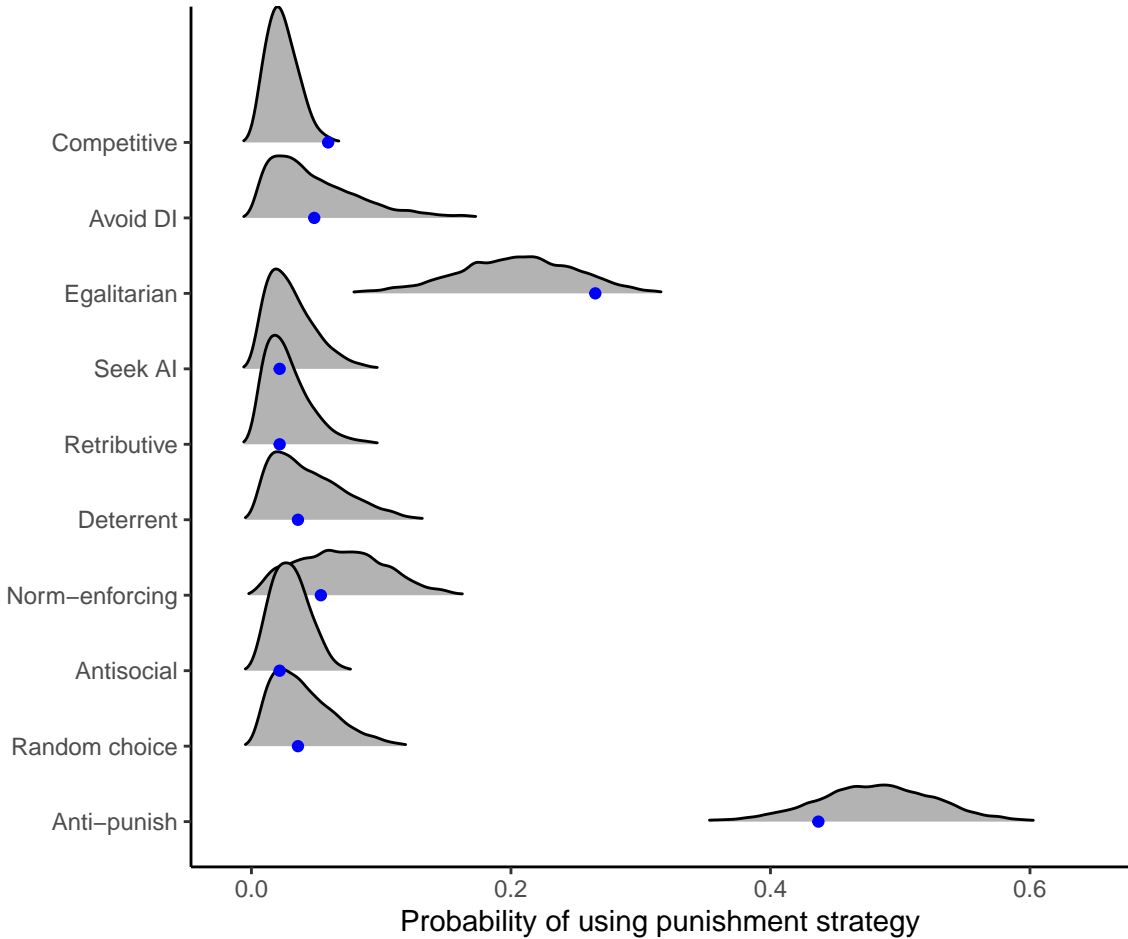 Competitive
Avoid DI
Egalitarian
Seek AI
Retributive
Deterrent
Norm−enforcing
Antisocial
Random choice
Anti−punish
0.0 0.2 0.4 0.6
Probability of using punishment strategy